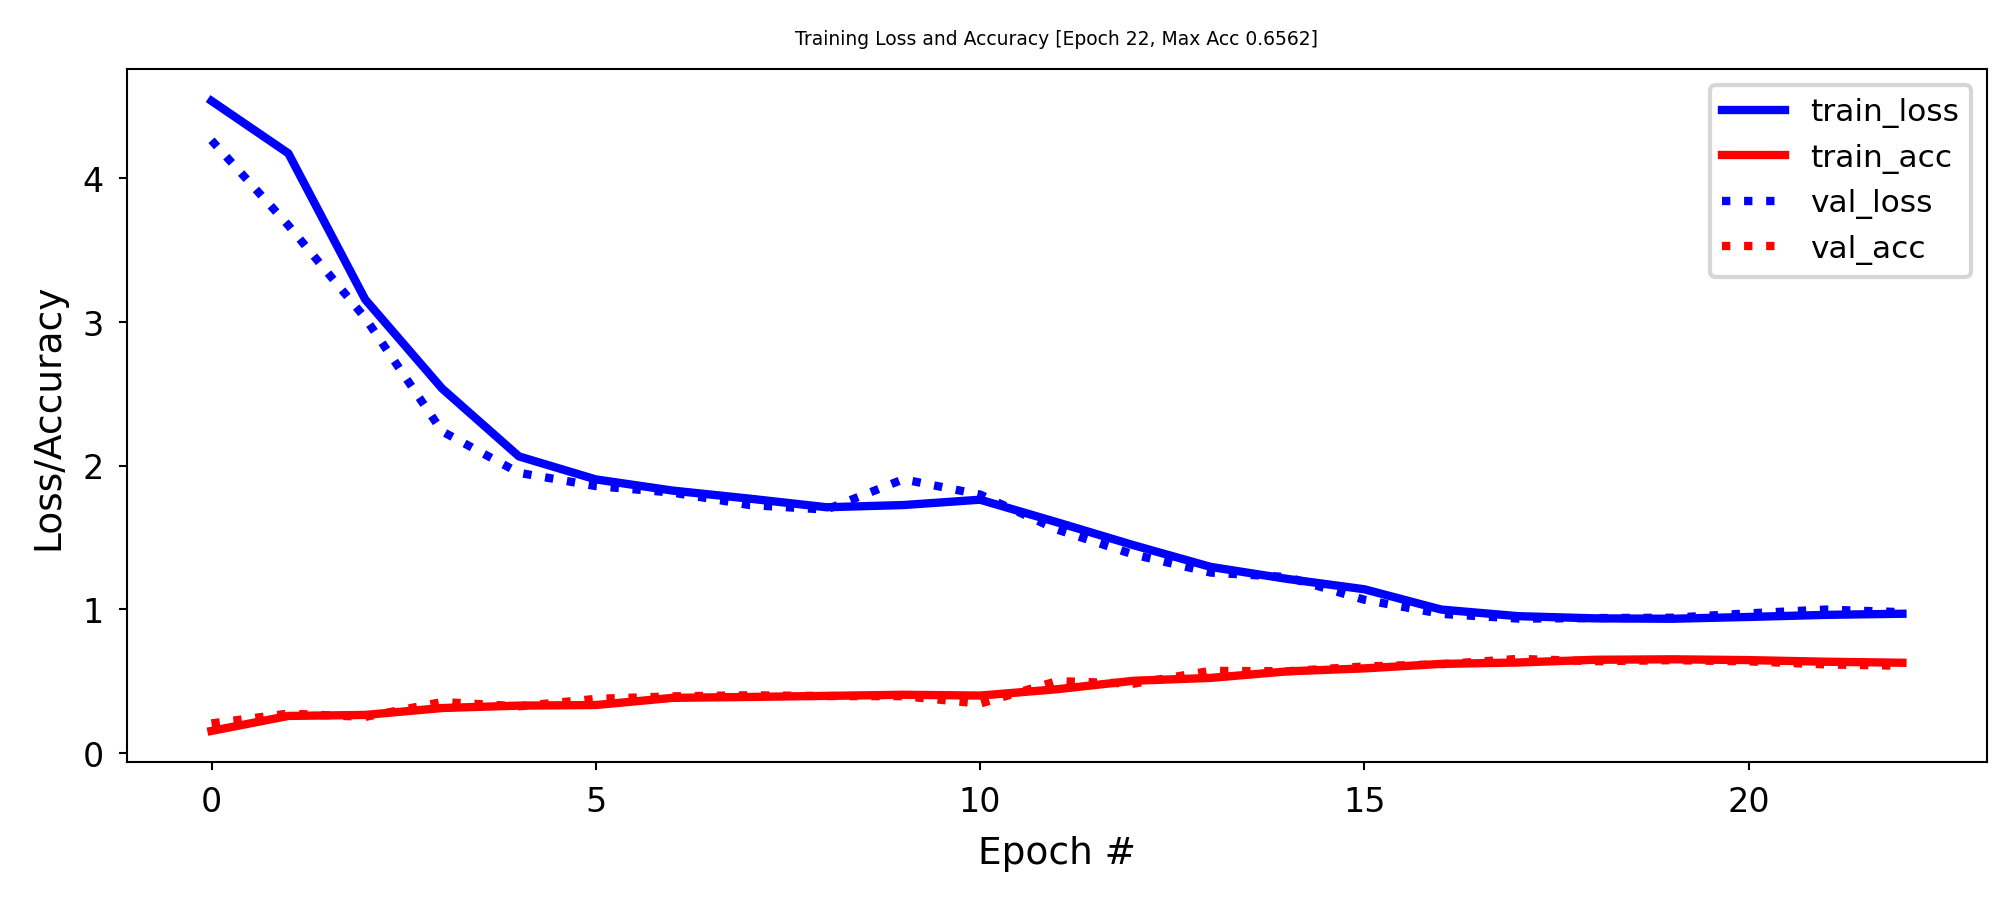 Training Loss and Accuracy [Epoch 22, Max Acc 0.6562]
train_loss
train_acc
val_loss
val_acc
Loss/Accuracy
4
3
2
1
0
0 5 10 15 20
Epoch #